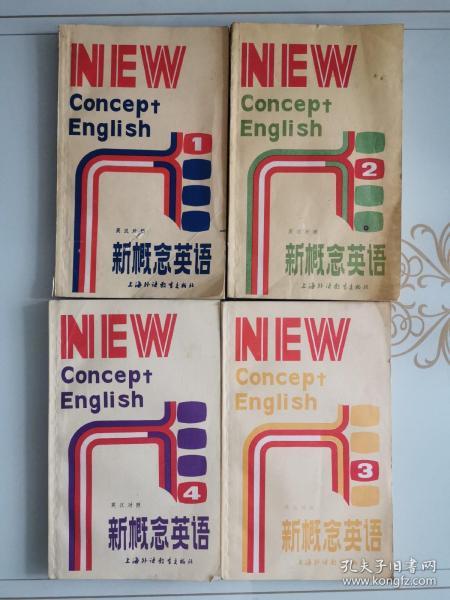 NEW
Concept
English
1
英汉对照
新概念英语
上海外语教育出版社
NEW
Concept
English
2
英汉对照
新概念英语
上海外语教育出版社
NEW
Concept
English
4
英汉对照
新概念英语
上海外语教育出版社
NEW
Concept
English
3
英汉对照
新概念英语
上海外语教育出版社
孔夫子旧书网
www.kongfz.com